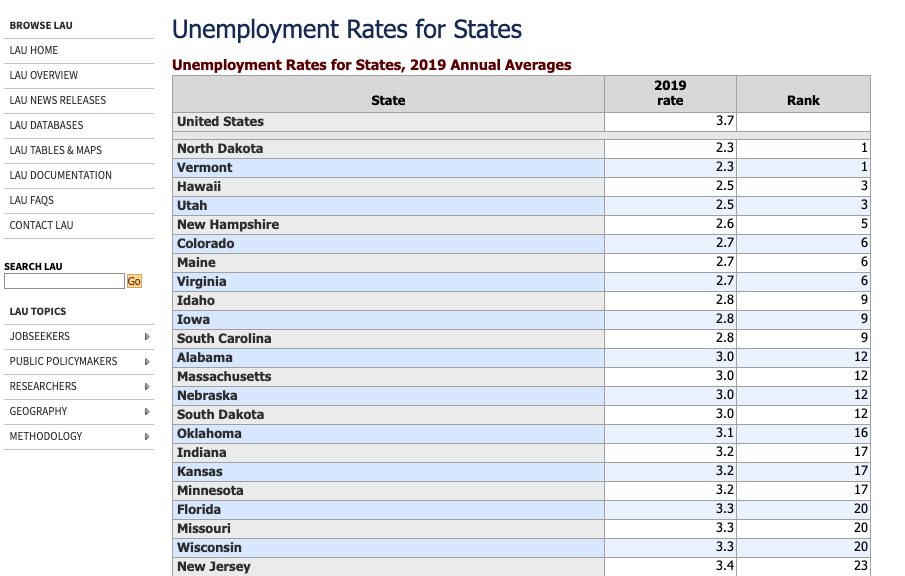 BROWSE LAU
LAU HOME
LAU OVERVIEW
LAU NEWS RELEASES
LAU DATABASES
LAU TABLES & MAPS
LAU DOCUMENTATION
LAU FAQS
CONTACT LAU
SEARCH LAU
Go
LAU TOPICS
JOBSEEKERS
PUBLIC POLICYMAKERS
RESEARCHERS
GEOGRAPHY
METHODOLOGY
Unemployment Rates for States
Unemployment Rates for States, 2019 Annual Averages
State 2019 rate Rank
United States 3.7
North Dakota 2.3 1
Vermont 2.3 1
Hawaii 2.5 3
Utah 2.5 3
New Hampshire 2.6 5
Colorado 2.7 6
Maine 2.7 6
Virginia 2.7 6
Idaho 2.8 9
Iowa 2.8 9
South Carolina 2.8 9
Alabama 3.0 12
Massachusetts 3.0 12
Nebraska 3.0 12
South Dakota 3.0 12
Oklahoma 3.1 16
Indiana 3.2 17
Kansas 3.2 17
Minnesota 3.2 17
Florida 3.3 20
Missouri 3.3 20
Wisconsin 3.3 20
New Jersey 3.4 23